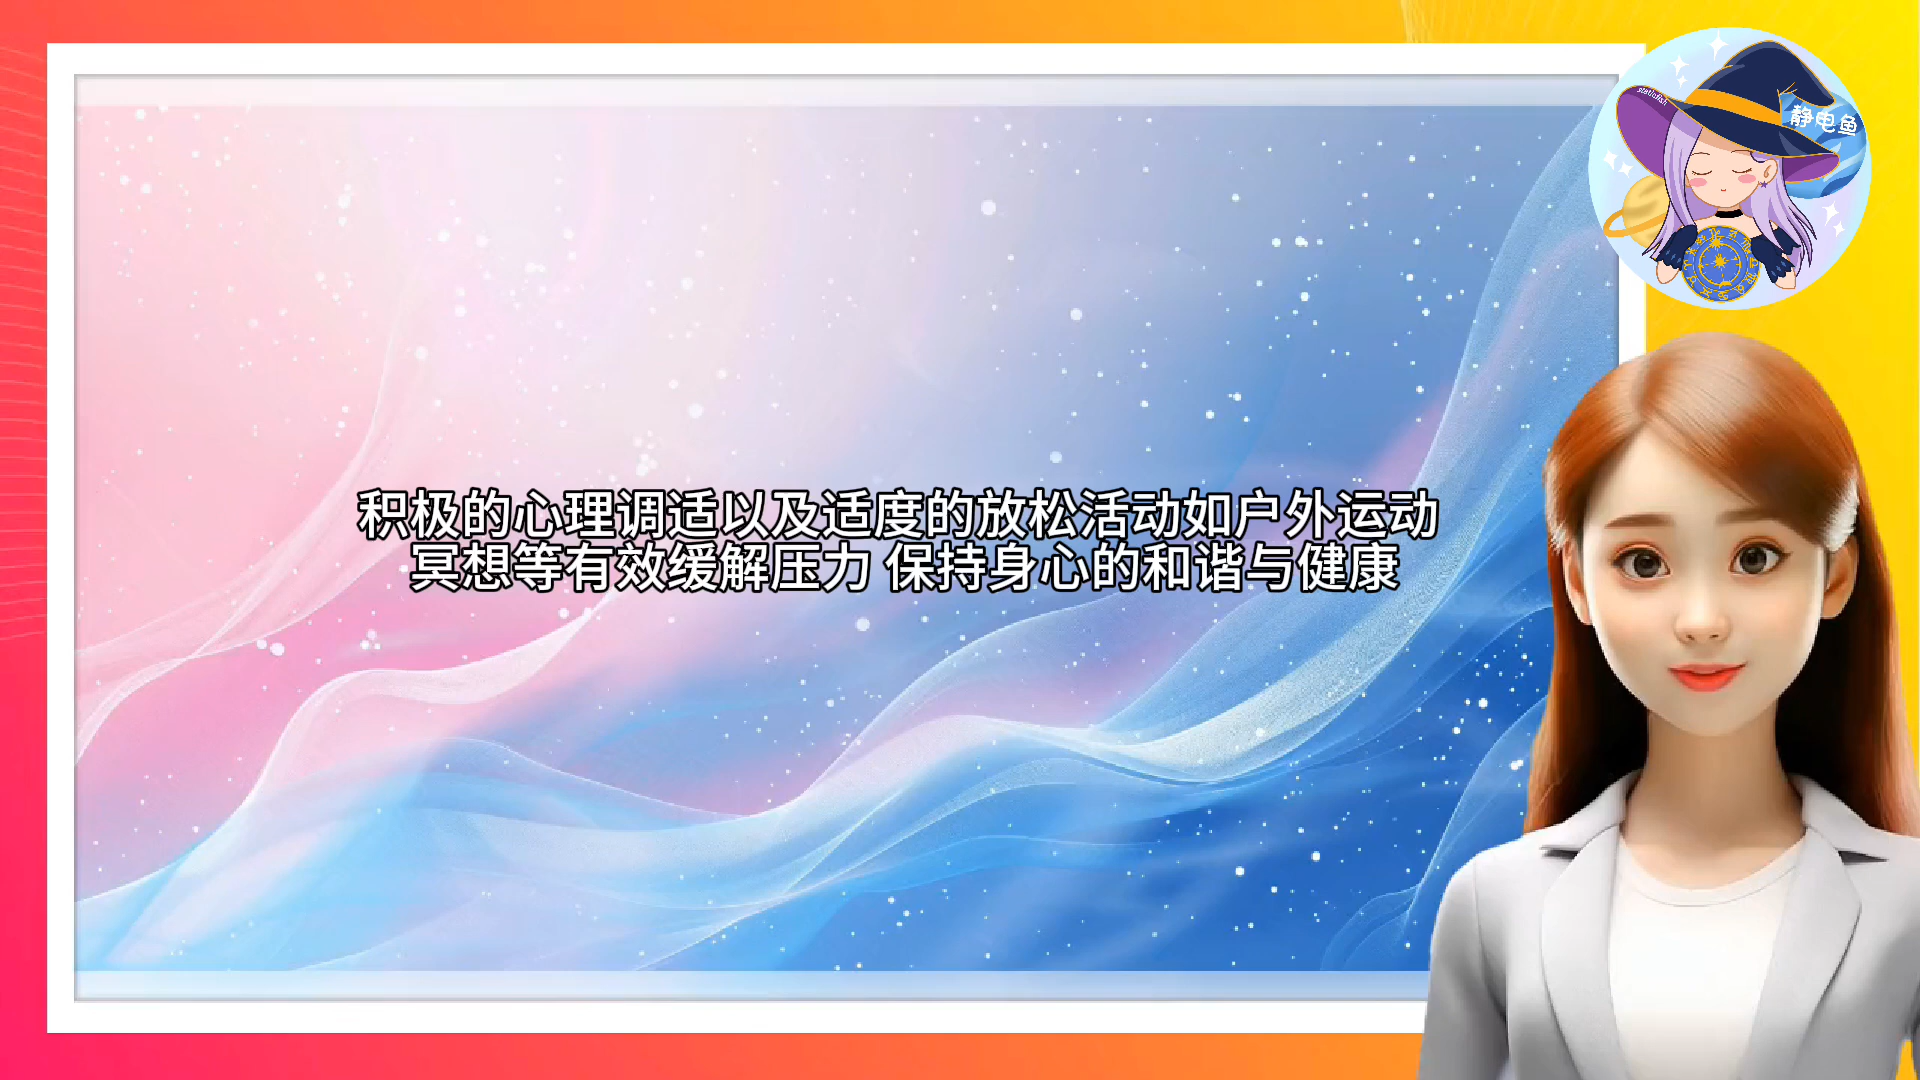 staticfish
静电鱼
积极的心理调适以及适度的放松活动如户外运动
冥想等有效缓解压力 保持身心的和谐与健康